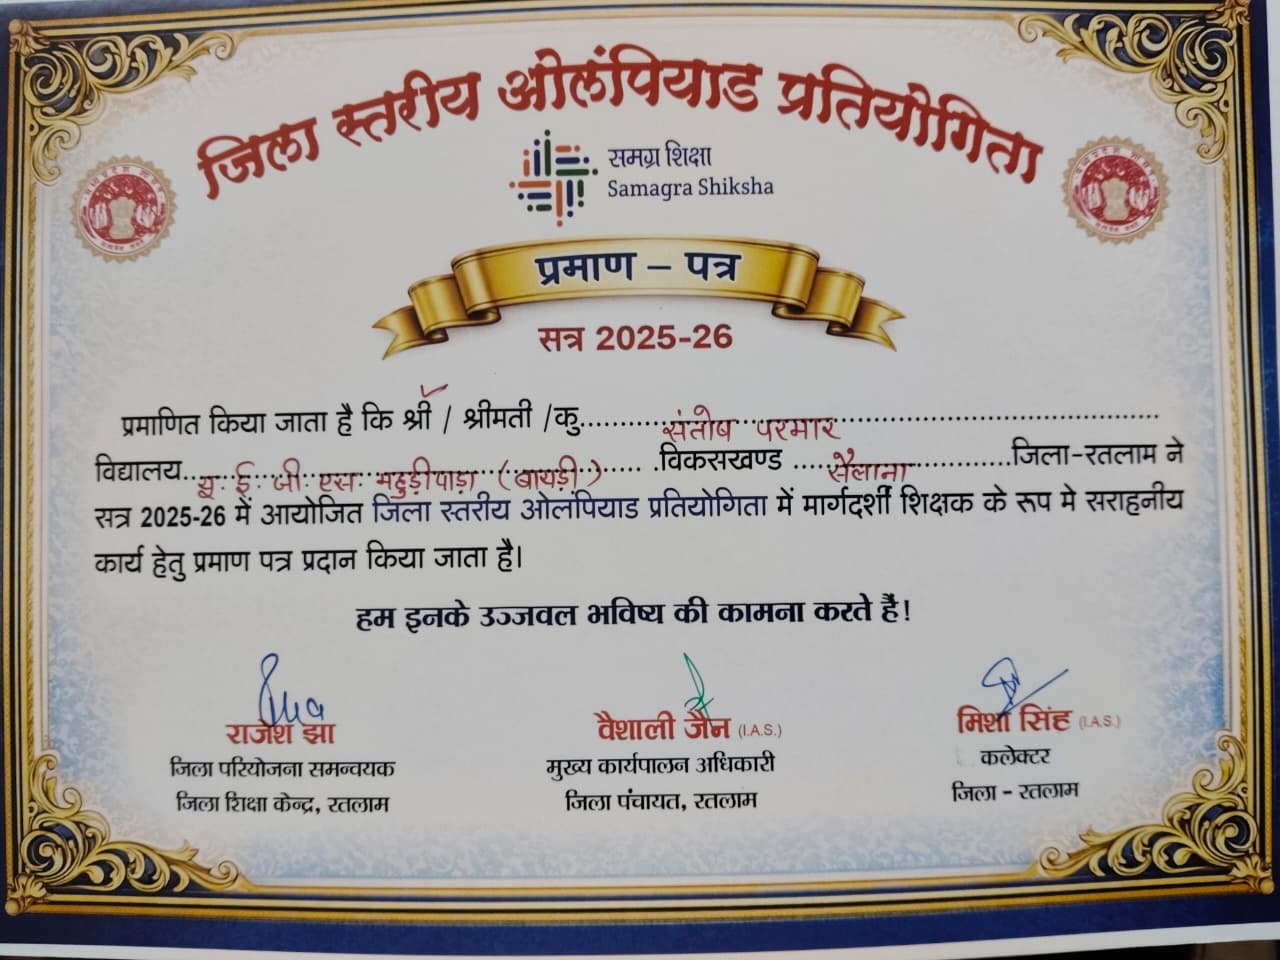 जिला स्तरीय ओलंपियाड प्रतियोगिता
समग्र शिक्षा
Samagra Shiksha
प्रमाण – पत्र
सत्र 2025-26
प्रमाणित किया जाता है कि श्री / श्रीमती /कु.......संतोष परमार.......
विद्यालय.......ई. जी. एस. महुड़ीपाड़ा (बायड़ी)....... .विकासखण्ड .......सैलाना.......जिला-रतलाम ने
सत्र 2025-26 में आयोजित जिला स्तरीय ओलंपियाड प्रतियोगिता में मार्गदर्शी शिक्षक के रूप मे सराहनीय
कार्य हेतु प्रमाण पत्र प्रदान किया जाता है।
हम इनके उज्जवल भविष्य की कामना करते हैं!
राजेश झा
वैशाली जैन (I.A.S.)
मिशा सिंह (I.A.S.)
जिला परियोजना समन्वयक
मुख्य कार्यपालन अधिकारी
कलेक्टर
जिला शिक्षा केन्द्र, रतलाम
जिला पंचायत, रतलाम
जिला - रतलाम